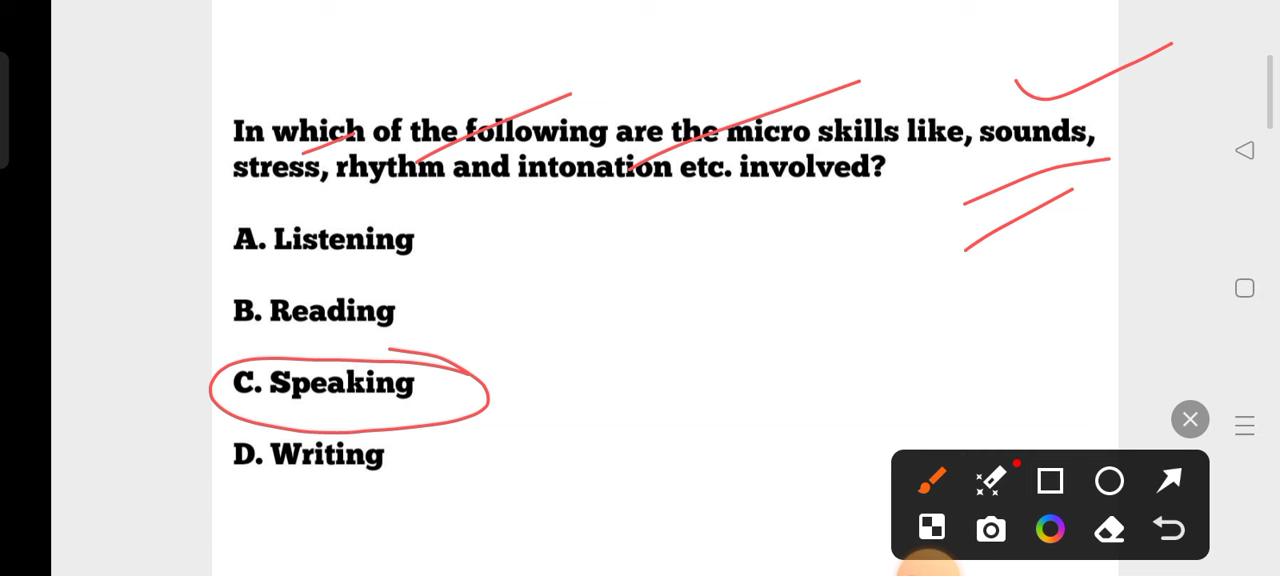 In which of the following are the micro skills like, sounds,
stress, rhythm and intonation etc. involved?
A. Listening
B. Reading
C. Speaking
D. Writing